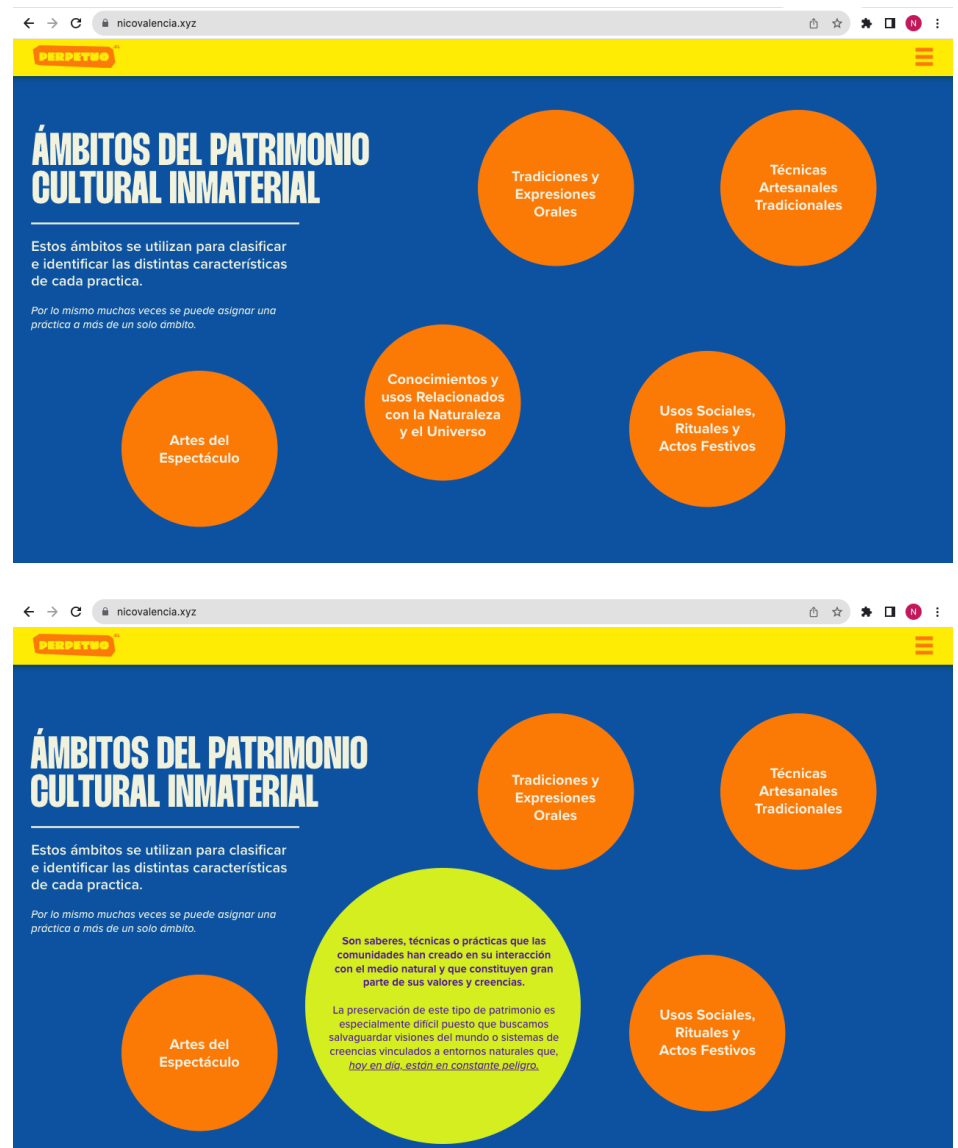 nicovalencia.xyz
N
PERPETUO
ÁMBITOS DEL PATRIMONIO
CULTURAL INMATERIAL
Estos ámbitos se utilizan para clasificar
e identificar las distintas características
de cada practica.
Por lo mismo muchas veces se puede asignar una
práctica a más de un solo ámbito.
Tradiciones y
Expresiones
Orales
Técnicas
Artesanales
Tradicionales
Conocimientos y
usos Relacionados
con la Naturaleza
y el Universo
Usos Sociales,
Rituales y
Actos Festivos
Artes del
Espectáculo
nicovalencia.xyz
N
PERPETUO
ÁMBITOS DEL PATRIMONIO
CULTURAL INMATERIAL
Estos ámbitos se utilizan para clasificar
e identificar las distintas características
de cada practica.
Por lo mismo muchas veces se puede asignar una
práctica a más de un solo ámbito.
Tradiciones y
Expresiones
Orales
Técnicas
Artesanales
Tradicionales
Son saberes, técnicas o prácticas que las
comunidades han creado en su interacción
con el medio natural y que constituyen gran
parte de sus valores y creencias.
La preservación de este tipo de patrimonio es
especialmente difícil puesto que buscamos
salvaguardar visiones del mundo o sistemas de
creencias vinculados a entornos naturales que,
hoy en día, están en constante peligro.
Usos Sociales,
Rituales y
Actos Festivos
Artes del
Espectáculo